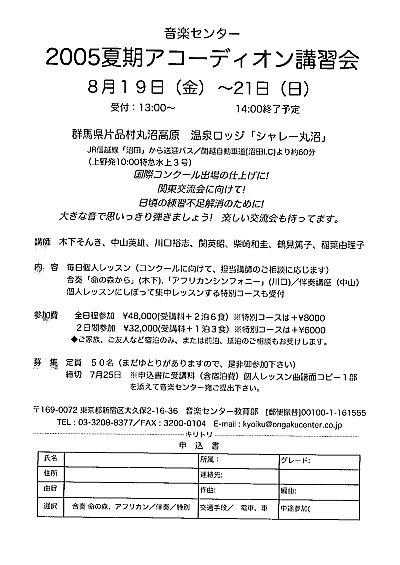 音楽センター
2005夏期アコーディオン講習会
8月19日（金）～21日（日）
受付：13:00～　14:00終了予定
群馬県片品村丸沼高原　温泉ロッジ「シャレー丸沼」
JR信越線「沼田」から送迎バス／関越自動車道(沼田I.C)より約60分
（上野発10:00特急水上3号）
国際コンクール出場の仕上げに!
関東交流会に向けて!
日頃の練習不足解消のために!
大きな音で思いっきり弾きましょう!　楽しい交流会も待ってます。
講師　木下そんき、中山英雄、川口裕志、関英昭、柴崎和圭、鶴見篤子、稲葉由理子
内　容　毎日個人レッスン（コンクールに向けて、担当講師のご相談に応じます）
合奏「命の森から」(木下)、「アフリカンシンフォニー」(川口)／伴奏講座（中山）
個人レッスンにしぼって集中レッスンする特別コースも受付
参加費　全日程参加　¥48,000(受講料＋2泊6食）※特別コースは＋¥8000
2日間参加　¥32,000(受講料＋1泊3食）※特別コースは＋¥6000
◆ご家族、ご友人など宿泊のみ、または前泊、延泊のご相談もお受けします。
募　集　定員　50名（まだゆとりがありますので、是非御参加下さい）
締切　7月25日　※申込書に受講料（含宿泊費）個人レッスン曲譜面コピー1部
を添えて音楽センター宛ご提出下さい。
〒169-0072 東京都新宿区大久保2-16-36　音楽センター教育部　[郵便振替]00100-1-161555
TEL：03-3208-8377／FAX：3200-0104　E-mail：kyoiku@ongakucenter.co.jp
キリトリ
申　込　書
氏名　所属：　グレード：
住所　連絡先：
曲目　作曲：　編曲：
選択　合奏 命の森、アフリカン／伴奏／特別　交通手段／　電車、車　中途参加(